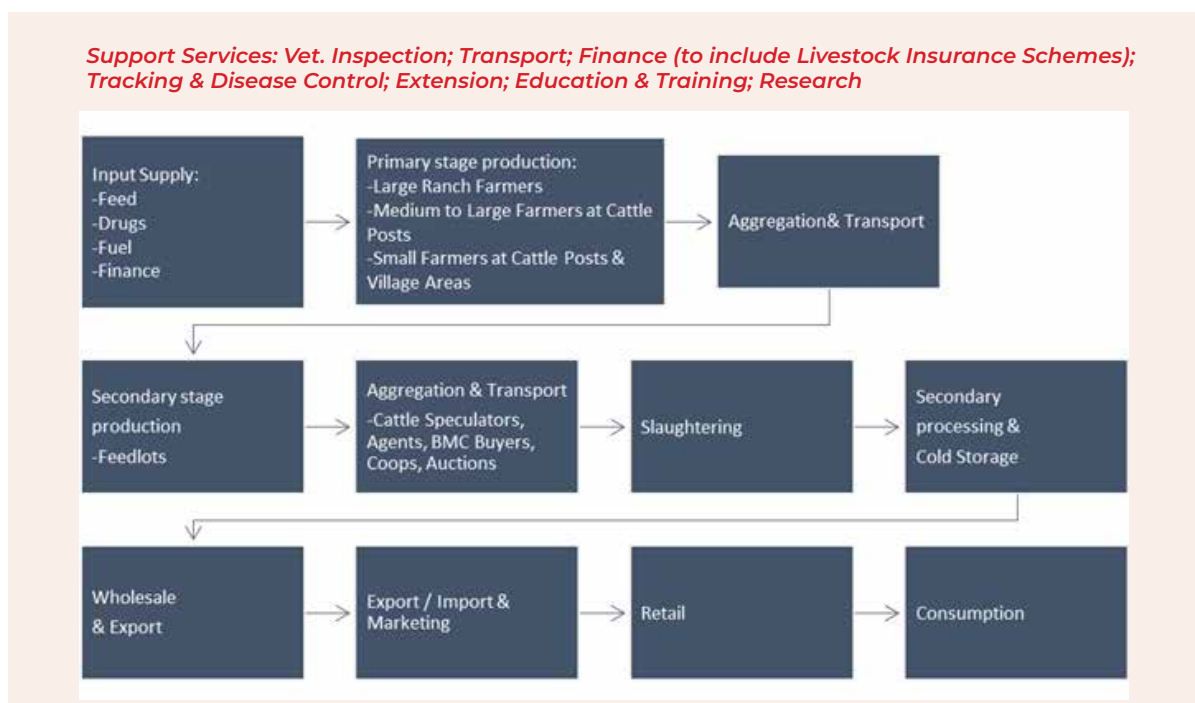 Support Services: Vet. Inspection; Transport; Finance (to include Livestock Insurance Schemes);
Tracking & Disease Control; Extension; Education & Training; Research
Input Supply:
-Feed
-Drugs
-Fuel
-Finance
Primary stage production:
-Large Ranch Farmers
-Medium to Large Farmers at Cattle
Posts
-Small Farmers at Cattle Posts &
Village Areas
Aggregation& Transport
Secondary stage
production
-Feedlots
Aggregation & Transport
-Cattle Speculators,
Agents, BMC Buyers,
Coops, Auctions
Slaughtering
Secondary
processing &
Cold Storage
Wholesale
& Export
Export / Import &
Marketing
Retail
Consumption